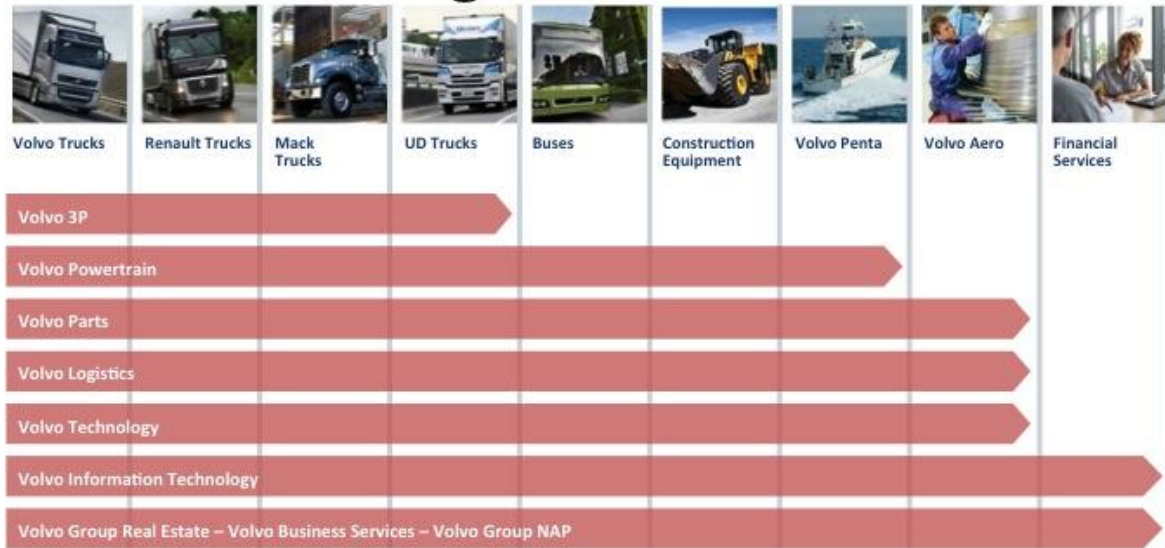 Volvo Trucks
Renault Trucks
Mack
Trucks
UD Trucks
Buses
Construction
Equipment
Volvo Penta
Volvo Aero
Financial
Services
Volvo 3P
Volvo Powertrain
Volvo Parts
Volvo Logistics
Volvo Technology
Volvo Information Technology
Volvo Group Real Estate – Volvo Business Services – Volvo Group NAP